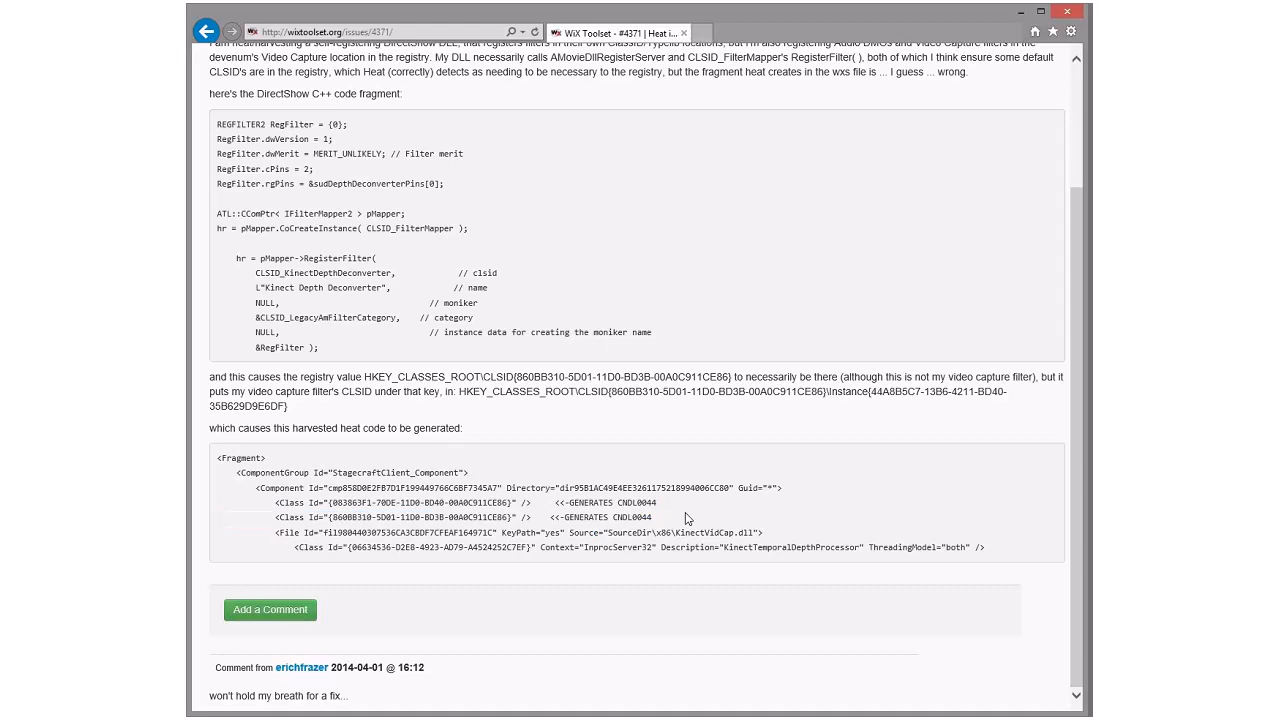 http://wixtoolset.org/issues/4371/
WiX Toolset - #4371 | Heat i...
I am heatharvesting a self-registering DirectShow DLL, that registers filters in their own ClassID/Typelib locations, but I'm also registering Audio DMOs and Video Capture filters in the
devenum's Video Capture location in the registry. My DLL necessarily calls AMovieDllRegisterServer and CLSID_FilterMapper's RegisterFilter( ), both of which I think ensure some default
CLSID's are in the registry, which Heat (correctly) detects as needing to be necessary to the registry, but the fragment heat creates in the wxs file is ... I guess ... wrong.
here's the DirectShow C++ code fragment:
REGFILTER2 RegFilter = {0};
RegFilter.dwVersion = 1;
RegFilter.dwMerit = MERIT_UNLIKELY; // Filter merit
RegFilter.cPins = 2;
RegFilter.rgPins = &sudDepthDeconverterPins[0];
ATL::CComPtr< IFilterMapper2 > pMapper;
hr = pMapper.CoCreateInstance( CLSID_FilterMapper );
hr = pMapper->RegisterFilter(
CLSID_KinectDepthDeconverter, // clsid
L"Kinect Depth Deconverter", // name
NULL, // moniker
&CLSID_LegacyAmFilterCategory, // category
NULL, // instance data for creating the moniker name
&RegFilter );
and this causes the registry value HKEY_CLASSES_ROOT\CLSID{860BB310-5D01-11D0-BD3B-00A0C911CE86} to necessarily be there (although this is not my video capture filter), but it
puts my video capture filter's CLSID under that key, in: HKEY_CLASSES_ROOT\CLSID{860BB310-5D01-11D0-BD3B-00A0C911CE86}\Instance{44A8B5C7-13B6-4211-BD40-
35B629D9E6DF}
which causes this harvested heat code to be generated:
<Fragment>
<ComponentGroup Id="StagecraftClient_Component">
<Component Id="cmp858D0E2FB7D1F199449766C6BF7345A7" Directory="dir95B1AC49E4EE3261175218994006CC80" Guid="*">
<Class Id="{083863F1-70DE-11D0-BD40-00A0C911CE86}" /> <<-GENERATES CNDL0044
<Class Id="{860BB310-5D01-11D0-BD3B-00A0C911CE86}" /> <<-GENERATES CNDL0044
<File Id="fil980440307536CA3CBDF7CFEAF164971C" KeyPath="yes" Source="SourceDir\x86\KinectVidCap.dll">
<Class Id="{06634536-D2E8-4923-AD79-A4524252C7EF}" Context="InprocServer32" Description="KinectTemporalDepthProcessor" ThreadingModel="both" />
Add a Comment
Comment from erichfrazer 2014-04-01 @ 16:12
won't hold my breath for a fix...